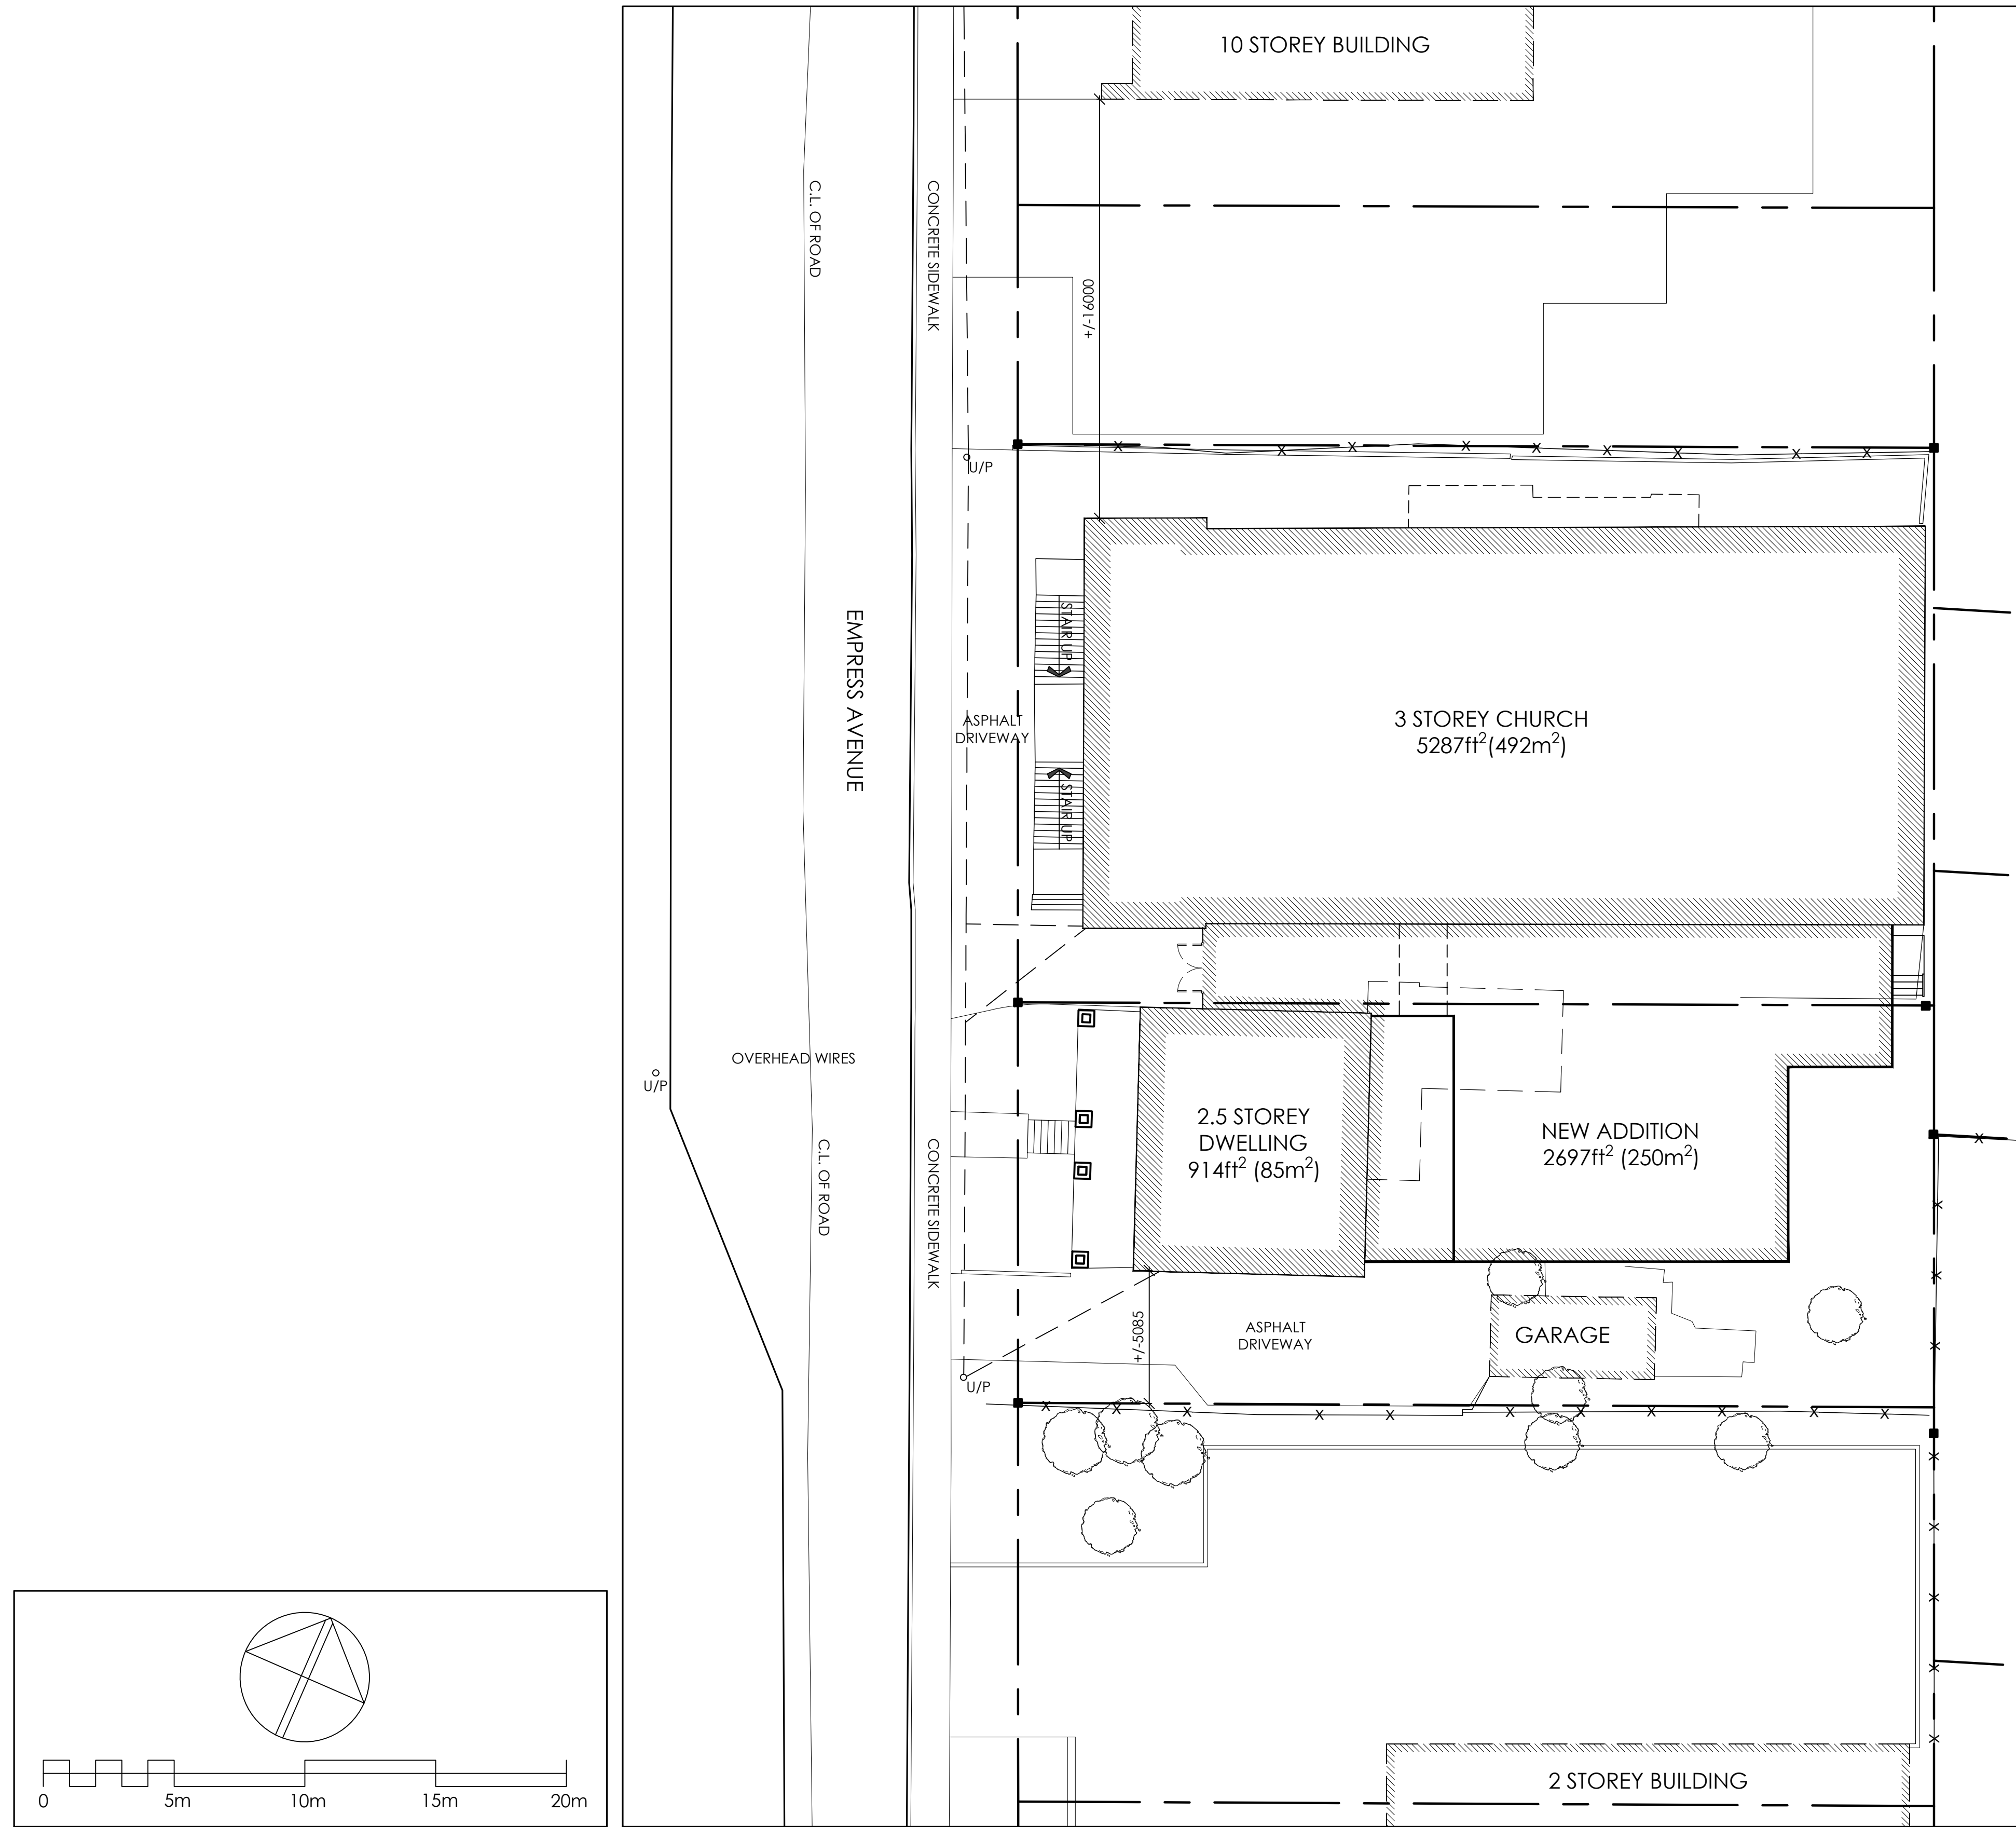 10 STOREY BUILDING
C.L. OF ROAD
CONCRETE SIDEWALK
+/-16000
U/P
EMPRESS AVENUE
STAIR UP
ASPHALT
DRIVEWAY
STAIR UP
3 STOREY CHURCH
5287ft²(492m²)
OVERHEAD WIRES
U/P
C.L. OF ROAD
CONCRETE SIDEWALK
2.5 STOREY
DWELLING
914ft² (85m²)
NEW ADDITION
2697ft² (250m²)
+/-5085
ASPHALT
DRIVEWAY
GARAGE
U/P
2 STOREY BUILDING
0 5m 10m 15m 20m